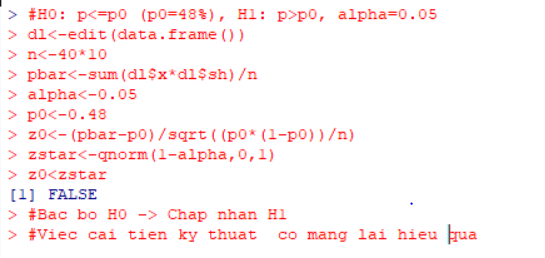 > #H0: p<=p0 (p0=48%), H1: p>p0, alpha=0.05
> dl<-edit(data.frame())
> n<-40*10
> pbar<-sum(dl$x*dl$sh)/n
> alpha<-0.05
> p0<-0.48
> z0<-(pbar-p0)/sqrt((p0*(1-p0))/n)
> zstar<-qnorm(1-alpha,0,1)
> z0<zstar
[1] FALSE
> #Bac bo H0 -> Chap nhan H1
> #Viec cai tien ky thuat  co mang lai hieu qua